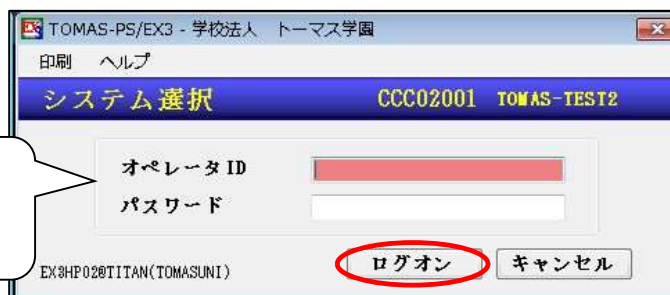 TOMAS-PS/EX3 - 学校法人　トーマス学園
印刷　ヘルプ
システム選択　CCC02001　TOMAS-TEST2
オペレータID
パスワード
EX3HP02@TITAN(TOMASUNI)　ログオン　キャンセル